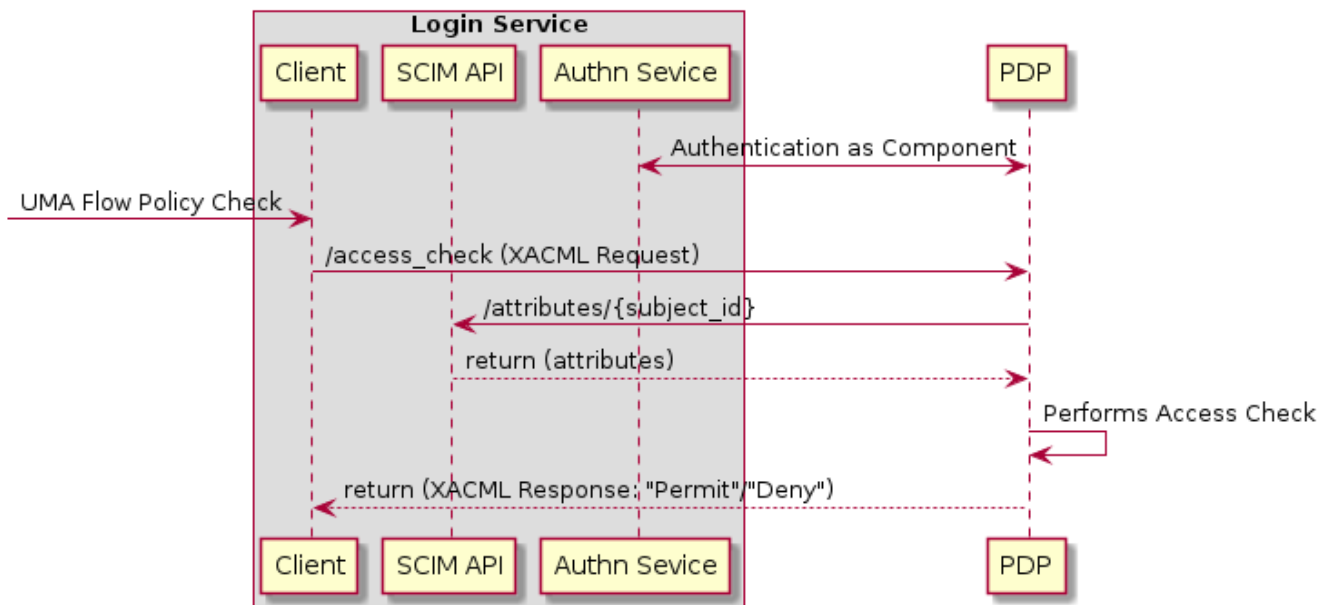 Login Service
Client
SCIM API
Authn Sevice
PDP
Authentication as Component
UMA Flow Policy Check
/access_check (XACML Request)
/attributes/{subject_id}
return (attributes)
Performs Access Check
return (XACML Response: "Permit"/"Deny")
Client
SCIM API
Authn Sevice
PDP